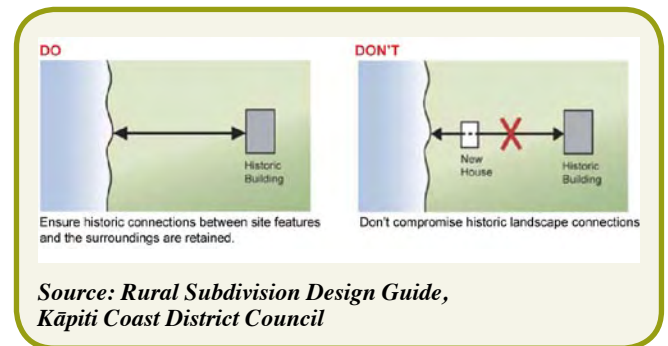 DO
Historic
Building
Ensure historic connections between site features
and the surroundings are retained.
DON'T
New
House
Historic
Building
Don't compromise historic landscape connections
Source: Rural Subdivision Design Guide,
Kāpiti Coast District Council